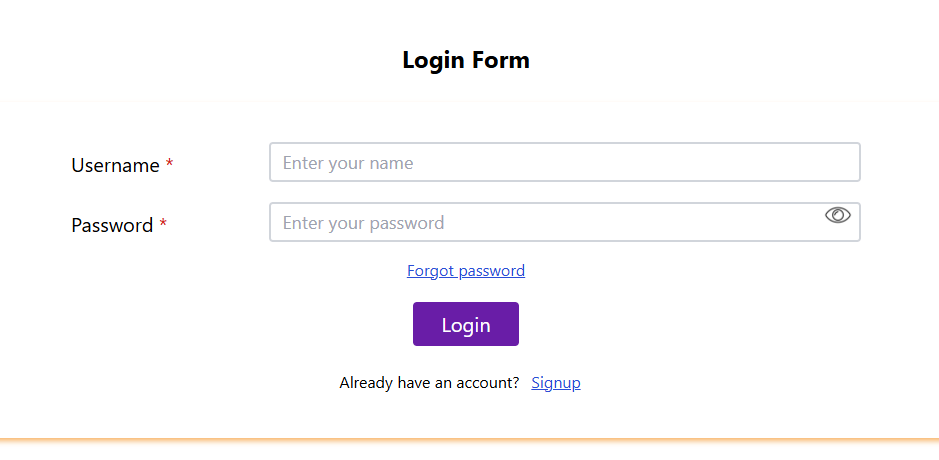 Login Form
Username *
Enter your name
Password *
Enter your password
Forgot password
Login
Already have an account? Signup